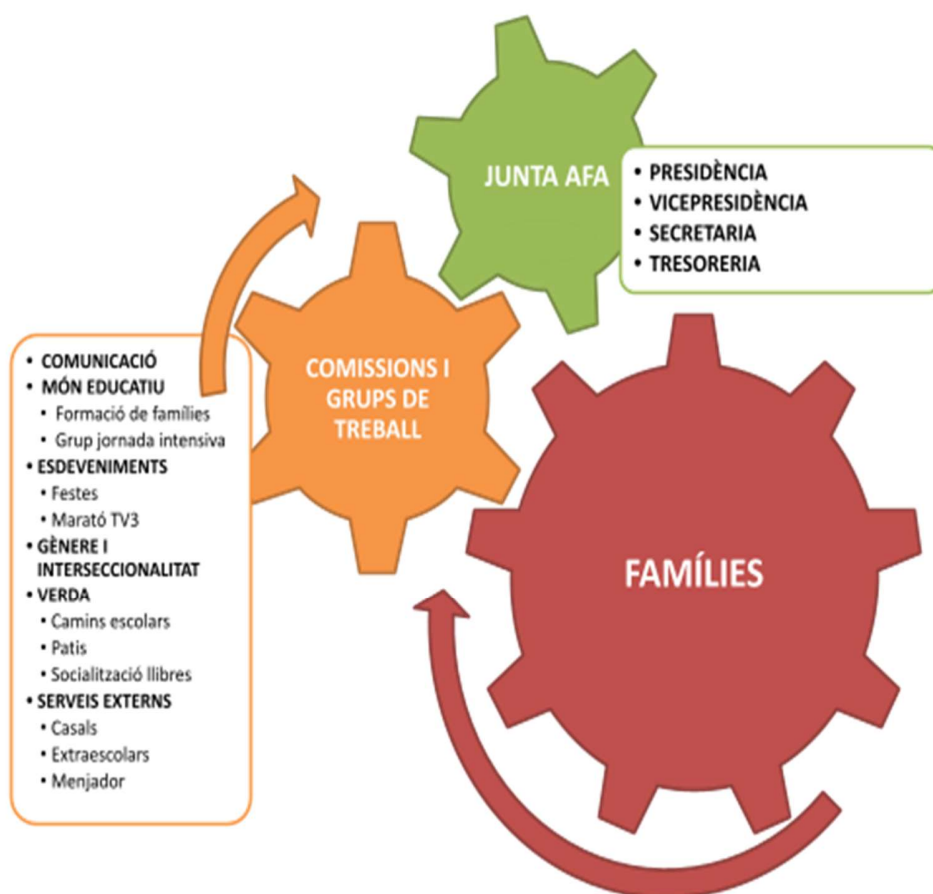 JUNTA AFA
• PRESIDÈNCIA
• VICEPRESIDÈNCIA
• SECRETARIA
• TRESORERIA
COMISSIONS I
GRUPS DE
TREBALL
• COMUNICACIÓ
• MÓN EDUCATIU
• Formació de famílies
• Grup jornada intensiva
• ESDEVENIMENTS
• Festes
• Marató TV3
• GÈNERE I
INTERSECCIONALITAT
• VERDA
• Camins escolars
• Patis
• Socialització llibres
• SERVEIS EXTERNS
• Casals
• Extraescolars
• Menjador
FAMÍLIES